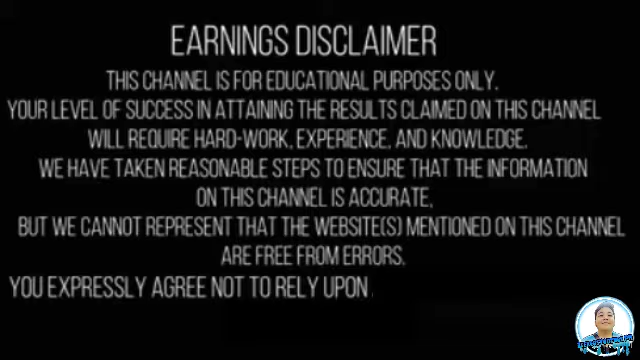 EARNINGS DISCLAIMER
THIS CHANNEL IS FOR EDUCATIONAL PURPOSES ONLY.
YOUR LEVEL OF SUCCESS IN ATTAINING THE RESULTS CLAIMED ON THIS CHANNEL
WILL REQUIRE HARD-WORK, EXPERIENCE, AND KNOWLEDGE.
WE HAVE TAKEN REASONABLE STEPS TO ENSURE THAT THE INFORMATION
ON THIS CHANNEL IS ACCURATE,
BUT WE CANNOT REPRESENT THAT THE WEBSITE(S) MENTIONED ON THIS CHANNEL
ARE FREE FROM ERRORS.
YOU EXPRESSLY AGREE NOT TO RELY UPON